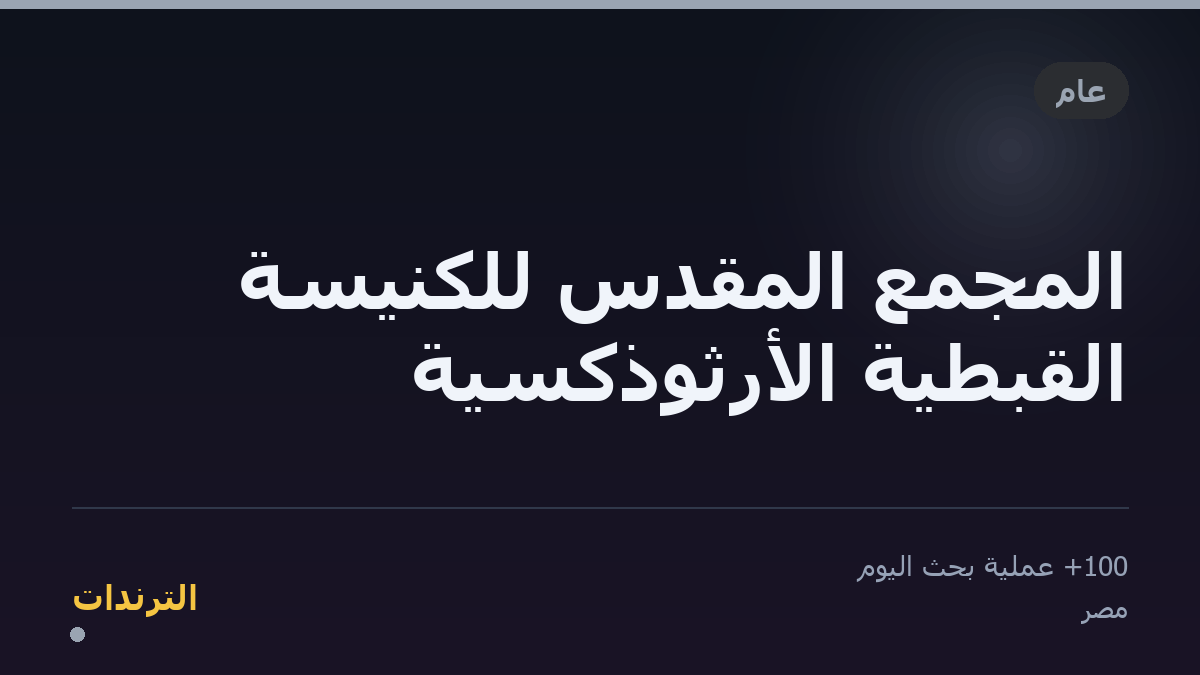 عام
المجمع المقدس للكنيسة
القبطية الأرثوذكسية
100+ عملية بحث اليوم
مصر
الترندات